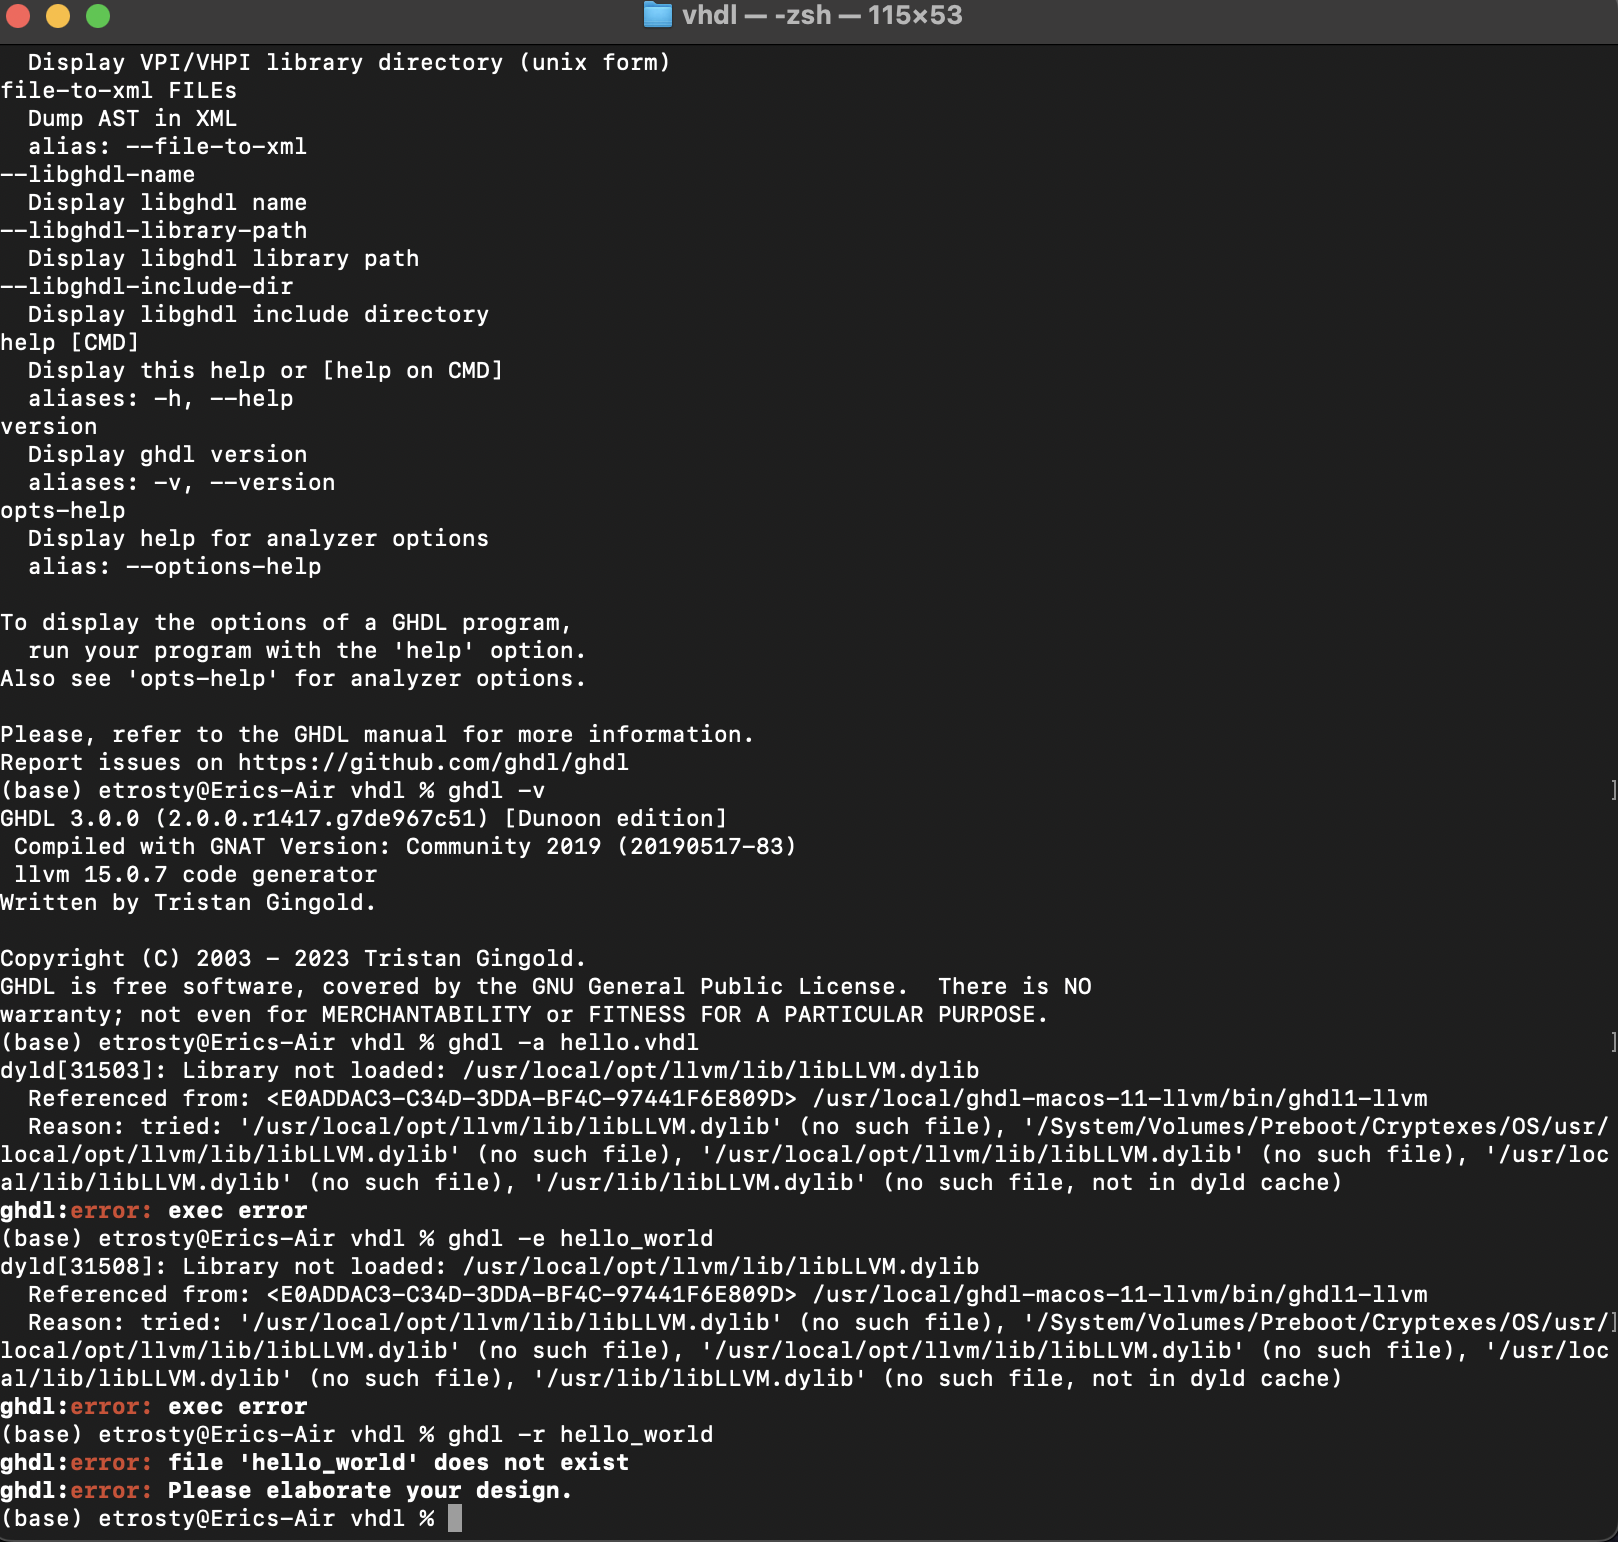 vhdl — -zsh — 115×53
  Display VPI/VHPI library directory (unix form)
file-to-xml FILEs
  Dump AST in XML
  alias: --file-to-xml
--libghdl-name
  Display libghdl name
--libghdl-library-path
  Display libghdl library path
--libghdl-include-dir
  Display libghdl include directory
help [CMD]
  Display this help or [help on CMD]
  aliases: -h, --help
version
  Display ghdl version
  aliases: -v, --version
opts-help
  Display help for analyzer options
  alias: --options-help

To display the options of a GHDL program,
  run your program with the 'help' option.
Also see 'opts-help' for analyzer options.

Please, refer to the GHDL manual for more information.
Report issues on https://github.com/ghdl/ghdl
(base) etrosty@Erics-Air vhdl % ghdl -v ]
GHDL 3.0.0 (2.0.0.r1417.g7de967c51) [Dunoon edition]
 Compiled with GNAT Version: Community 2019 (20190517-83)
 llvm 15.0.7 code generator
Written by Tristan Gingold.

Copyright (C) 2003 - 2023 Tristan Gingold.
GHDL is free software, covered by the GNU General Public License.  There is NO
warranty; not even for MERCHANTABILITY or FITNESS FOR A PARTICULAR PURPOSE.
(base) etrosty@Erics-Air vhdl % ghdl -a hello.vhdl ]
dyld[31503]: Library not loaded: /usr/local/opt/llvm/lib/libLLVM.dylib
  Referenced from: <E0ADDAC3-C34D-3DDA-BF4C-97441F6E809D> /usr/local/ghdl-macos-11-llvm/bin/ghdl1-llvm
  Reason: tried: '/usr/local/opt/llvm/lib/libLLVM.dylib' (no such file), '/System/Volumes/Preboot/Cryptexes/OS/usr/
local/opt/llvm/lib/libLLVM.dylib' (no such file), '/usr/local/opt/llvm/lib/libLLVM.dylib' (no such file), '/usr/loc
al/lib/libLLVM.dylib' (no such file), '/usr/lib/libLLVM.dylib' (no such file, not in dyld cache)
ghdl:error: exec error
(base) etrosty@Erics-Air vhdl % ghdl -e hello_world
dyld[31508]: Library not loaded: /usr/local/opt/llvm/lib/libLLVM.dylib
  Referenced from: <E0ADDAC3-C34D-3DDA-BF4C-97441F6E809D> /usr/local/ghdl-macos-11-llvm/bin/ghdl1-llvm
  Reason: tried: '/usr/local/opt/llvm/lib/libLLVM.dylib' (no such file), '/System/Volumes/Preboot/Cryptexes/OS/usr/]
local/opt/llvm/lib/libLLVM.dylib' (no such file), '/usr/local/opt/llvm/lib/libLLVM.dylib' (no such file), '/usr/loc
al/lib/libLLVM.dylib' (no such file), '/usr/lib/libLLVM.dylib' (no such file, not in dyld cache)
ghdl:error: exec error
(base) etrosty@Erics-Air vhdl % ghdl -r hello_world
ghdl:error: file 'hello_world' does not exist
ghdl:error: Please elaborate your design.
(base) etrosty@Erics-Air vhdl %